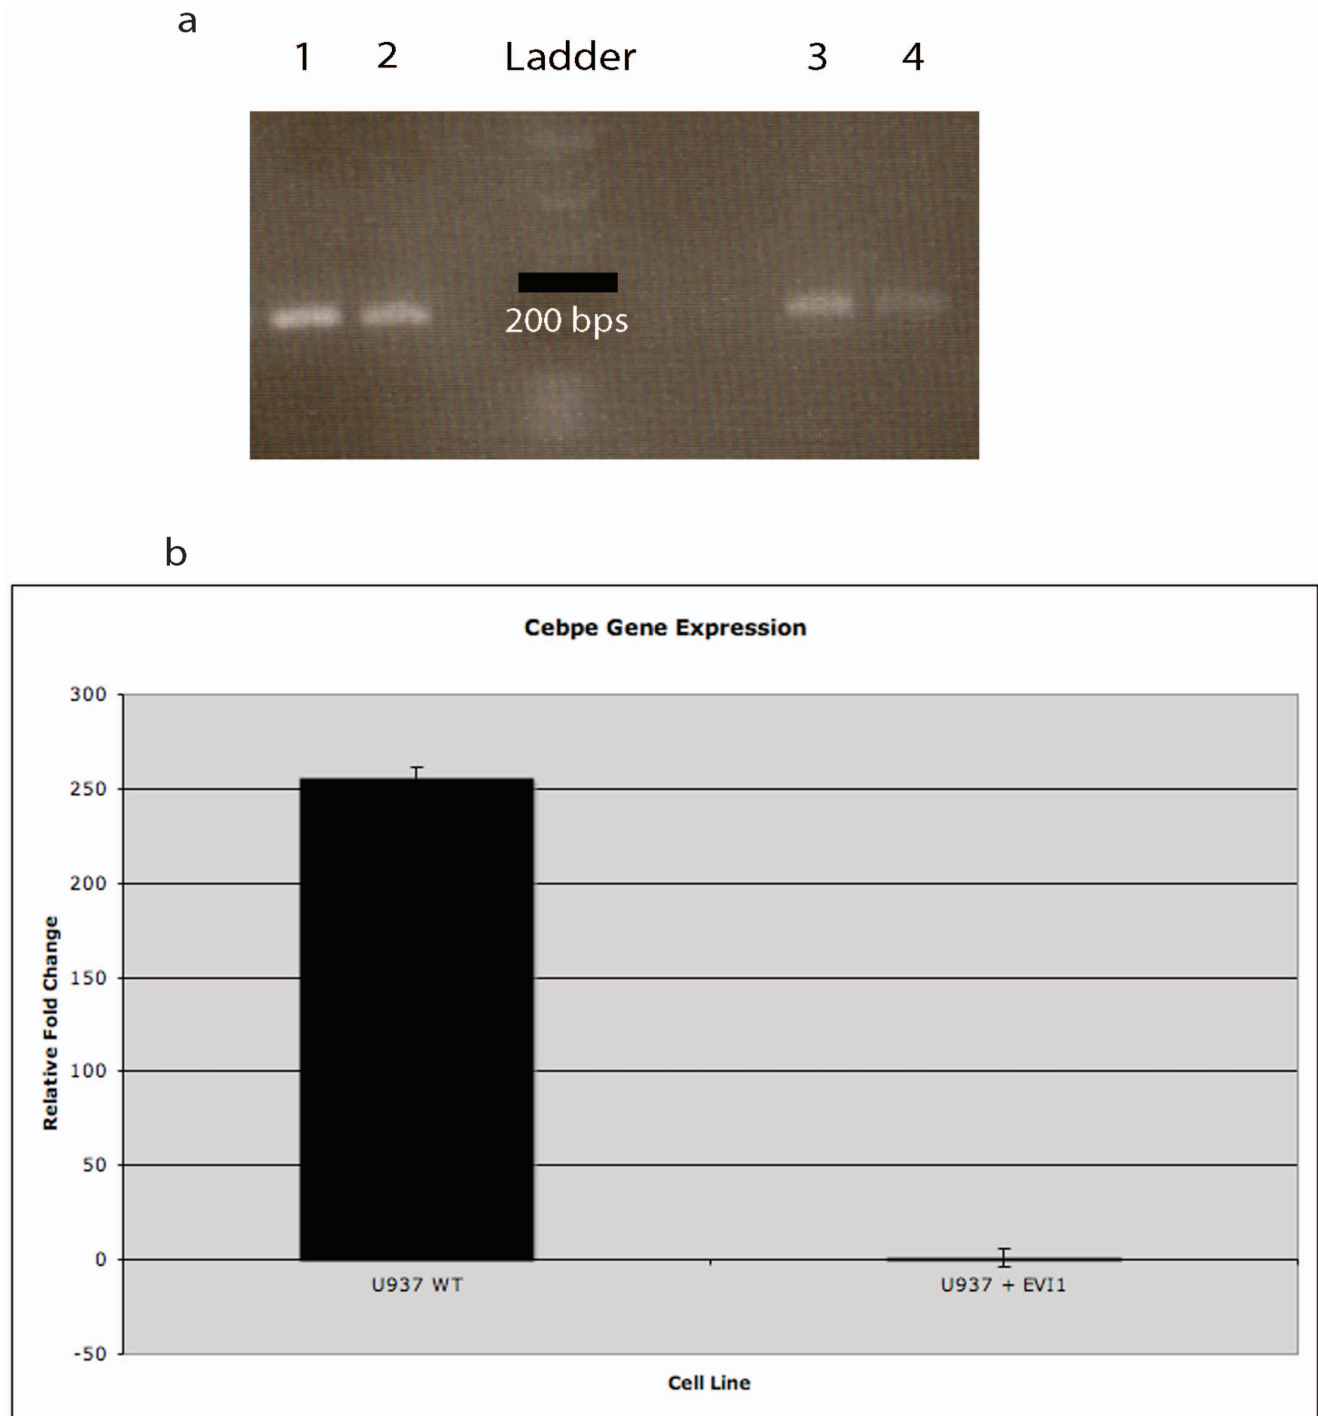 a
1 2 Ladder 3 4
200 bps
b
Cebpe Gene Expression
300
250
200
150
100
50
0
-50
Relative Fold Change
U937 WT U937 + EVI1
Cell Line